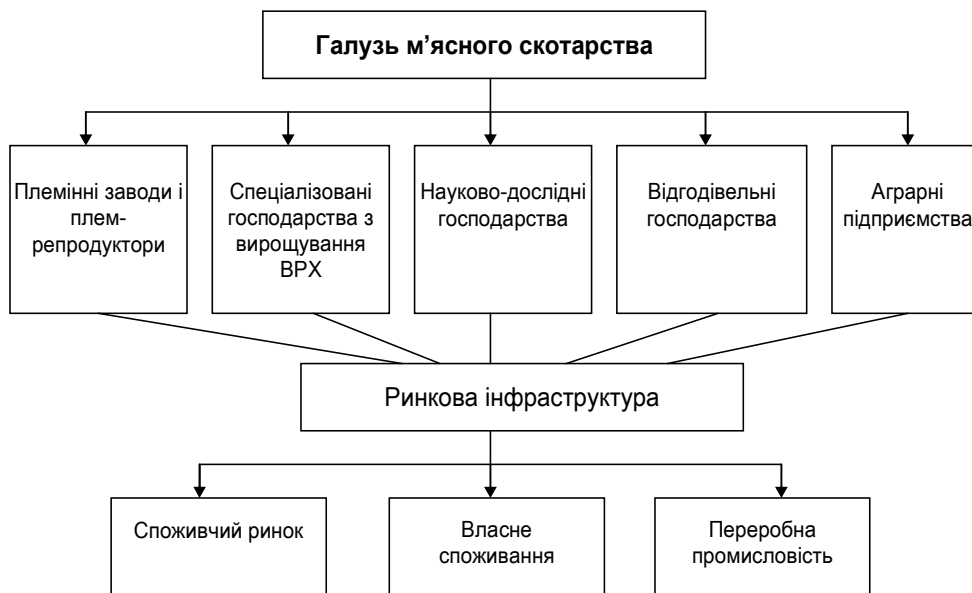 Галузь м’ясного скотарства
Племінні заводи і
плем-
репродуктори
Спеціалізовані
господарства з
вирощування
ВРХ
Науково-дослідні
господарства
Відгодівельні
господарства
Аграрні
підприємства
Ринкова інфраструктура
Споживчий ринок
Власне
споживання
Переробна
промисловість